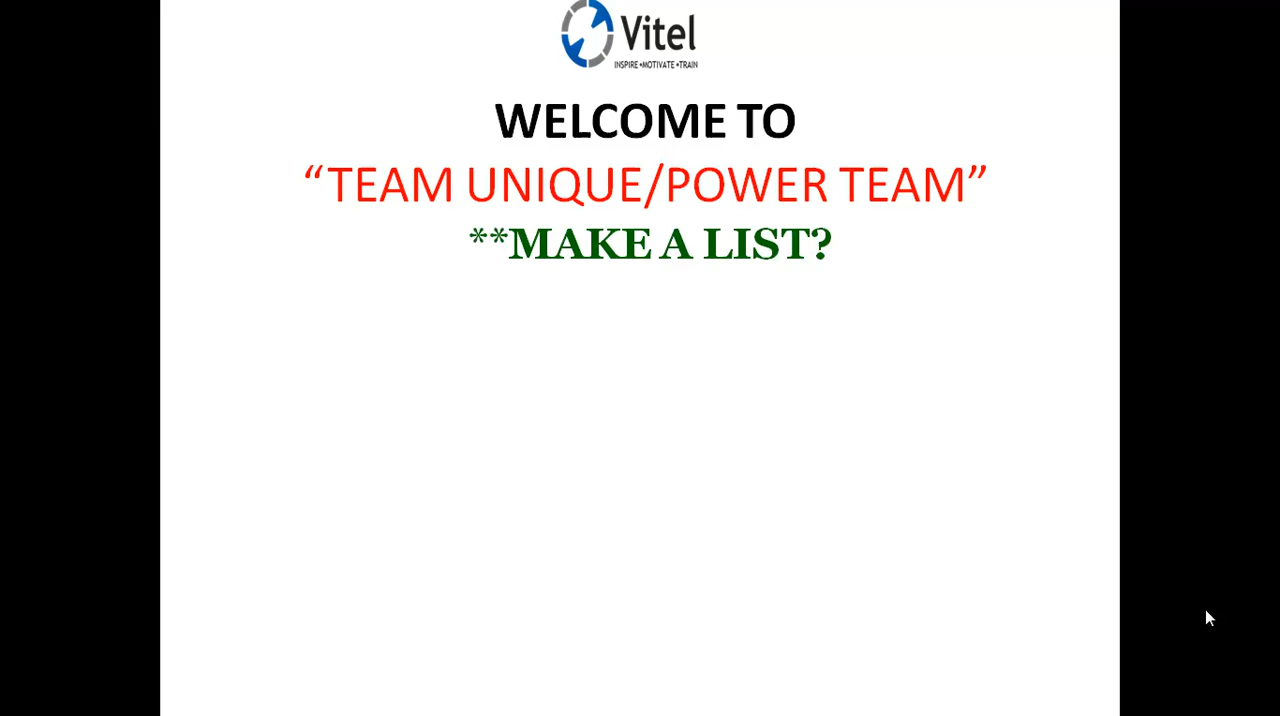 Vitel
INSPIRE •MOTIVATE •TRAIN
WELCOME TO
“TEAM UNIQUE/POWER TEAM”
**MAKE A LIST?